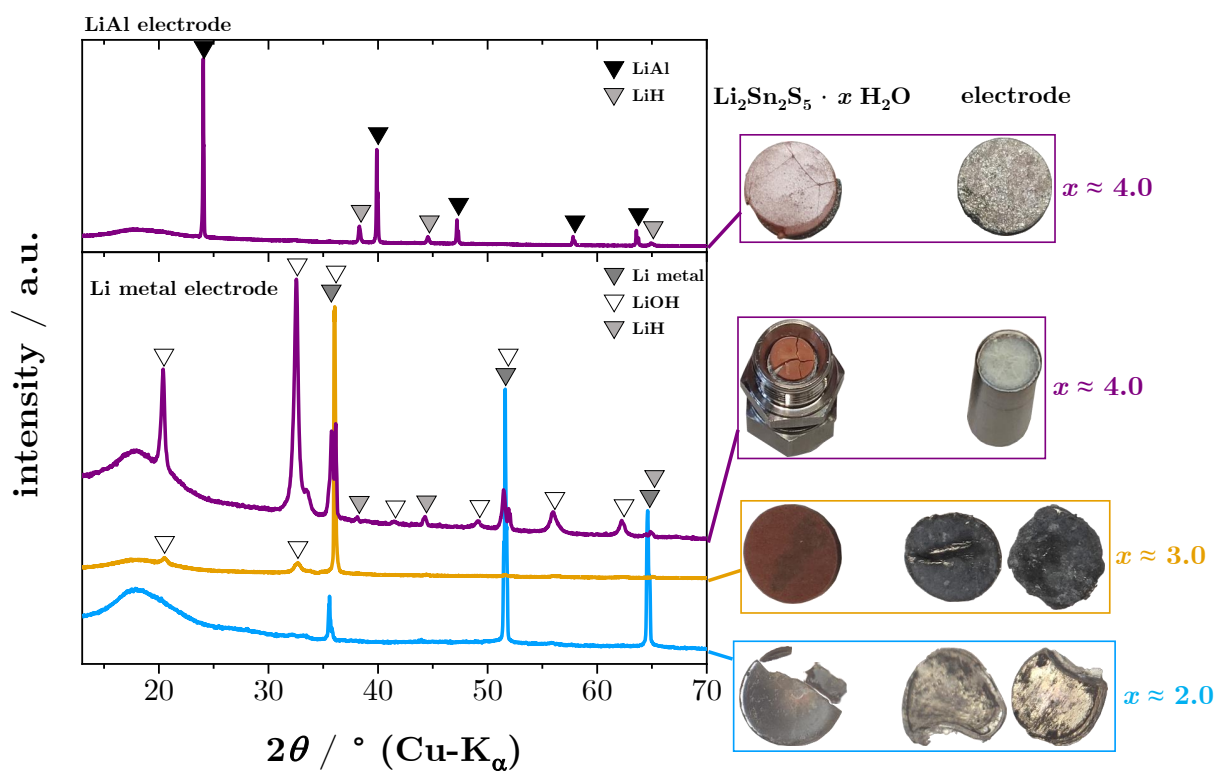 LiAl electrode
LiAl
LiH
Li₂Sn₂S₅ · x H₂O electrode
x ≈ 4.0
intensity / a.u.
Li metal electrode
Li metal
LiOH
LiH
x ≈ 4.0
x ≈ 3.0
x ≈ 2.0
20 30 40 50 60 70
2θ / ° (Cu-Kα)